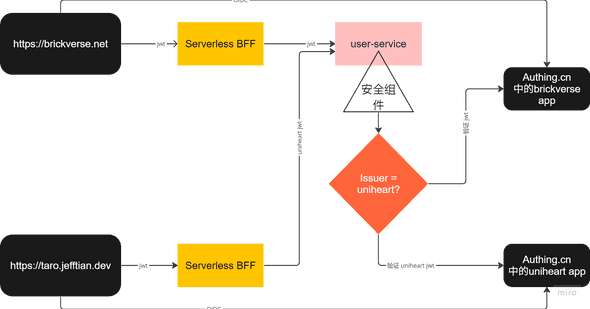 OIDC
https://brickverse.net
jwt
Serverless BFF
jwt
user-service
安全组
件
Authing.cn
中的brickverse
app
验证 jwt
uniheart jwt
Issuer =
uniheart?
https://taro.jefftian.dev
jwt
Serverless BFF
验证 uniheart jwt
Authing.cn
中的uniheart app
miro